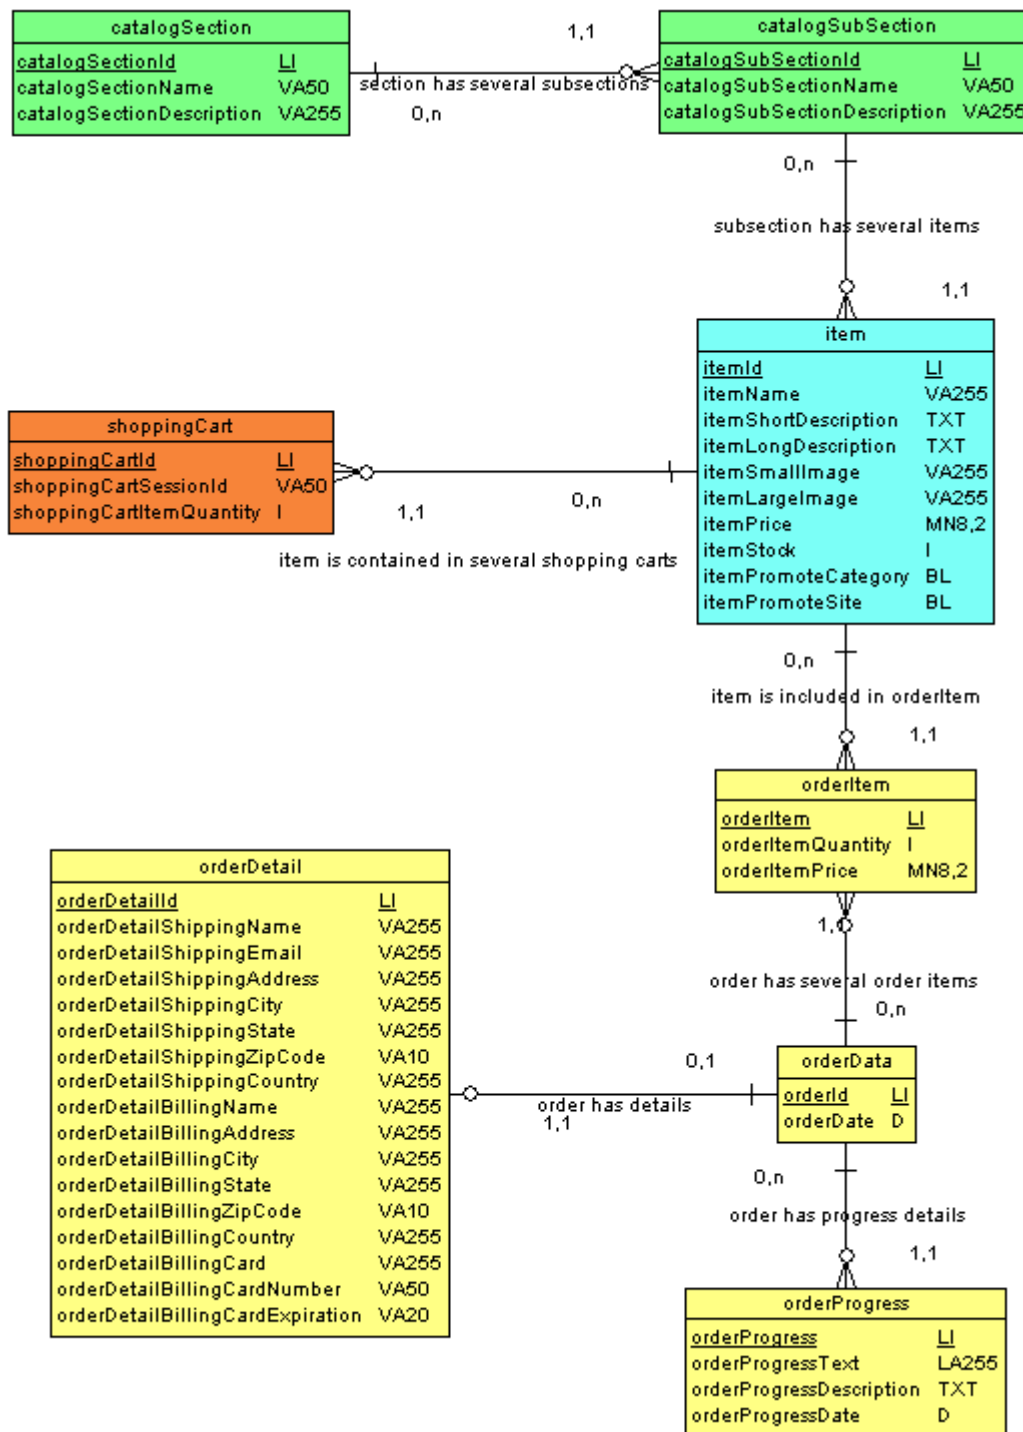 catalogSection
catalogSectionId LI
catalogSectionName VA50
catalogSectionDescription VA255
1,1
section has several subsections
0,n
catalogSubSection
catalogSubSectionId LI
catalogSubSectionName VA50
catalogSubSectionDescription VA255
0,n
subsection has several items
1,1
item
itemId LI
itemName VA255
itemShortDescription TXT
itemLongDescription TXT
itemSmallImage VA255
itemLargeImage VA255
itemPrice MN8,2
itemStock I
itemPromoteCategory BL
itemPromoteSite BL
shoppingCart
shoppingCartId LI
shoppingCartSessionId VA50
shoppingCartItemQuantity I
1,1
0,n
item is contained in several shopping carts
0,n
item is included in orderItem
1,1
orderItem
orderItem LI
orderItemQuantity I
orderItemPrice MN8,2
1,1
order has several order items
0,n
orderData
orderId LI
orderDate D
0,1
order has details
1,1
orderDetail
orderDetailId LI
orderDetailShippingName VA255
orderDetailShippingEmail VA255
orderDetailShippingAddress VA255
orderDetailShippingCity VA255
orderDetailShippingState VA255
orderDetailShippingZipCode VA10
orderDetailShippingCountry VA255
orderDetailBillingName VA255
orderDetailBillingAddress VA255
orderDetailBillingCity VA255
orderDetailBillingState VA255
orderDetailBillingZipCode VA10
orderDetailBillingCountry VA255
orderDetailBillingCard VA255
orderDetailBillingCardNumber VA50
orderDetailBillingCardExpiration VA20
0,n
order has progress details
1,1
orderProgress
orderProgress LI
orderProgressText LA255
orderProgressDescription TXT
orderProgressDate D